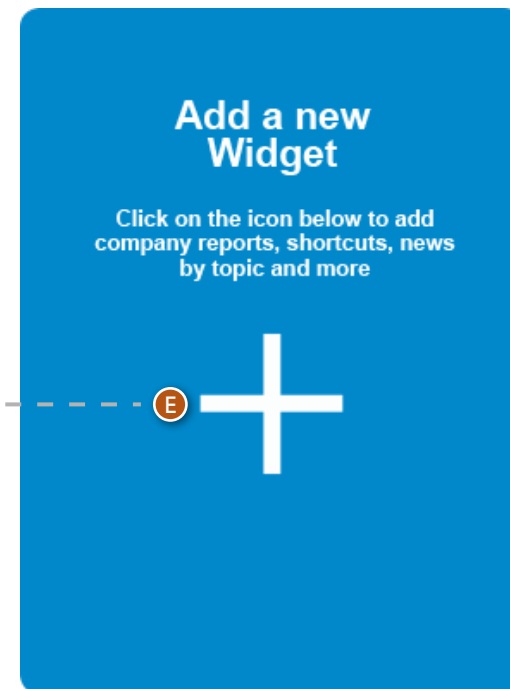 Add a new
Widget
Click on the icon below to add
company reports, shortcuts, news
by topic and more
E